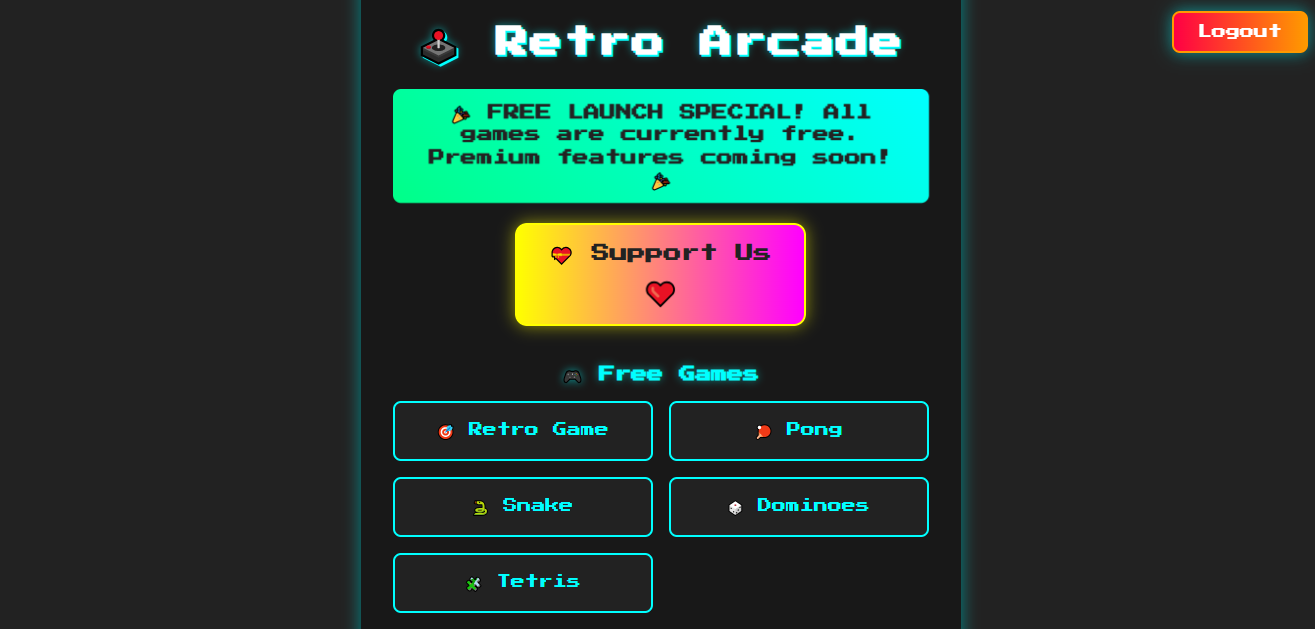 Retro Arcade
Logout
FREE LAUNCH SPECIAL! All
games are currently free.
Premium features coming soon!
Support Us
Free Games
Retro Game
Pong
Snake
Dominoes
Tetris